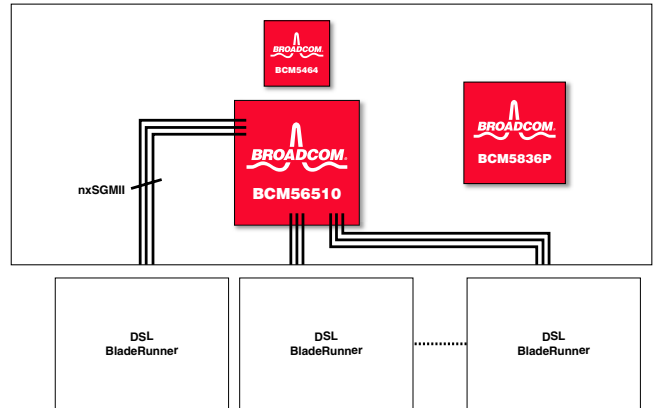 BROADCOM.
BCM5464
BROADCOM.
BCM5836P
BROADCOM.
BCM56510
nxSGMII
DSL
BladeRunner
DSL
BladeRunner
DSL
BladeRunner